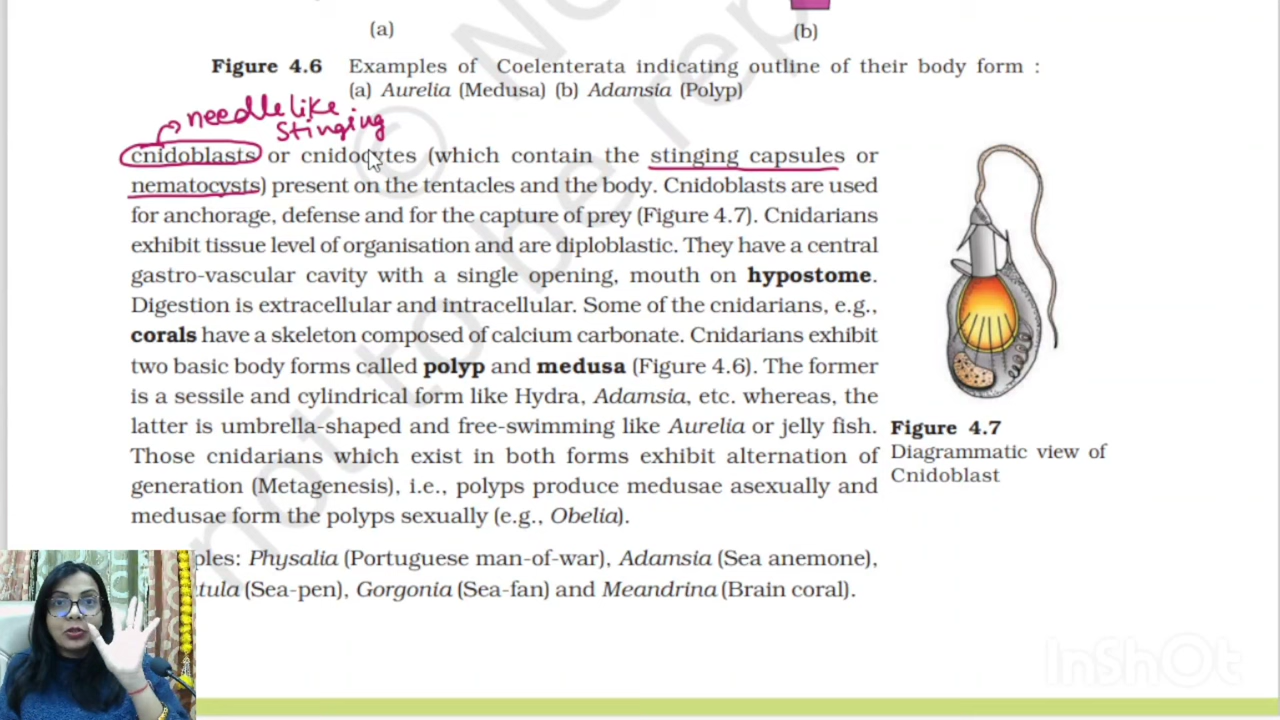 (a)
(b)
Figure 4.6 Examples of Coelenterata indicating outline of their body form :
(a) Aurelia (Medusa) (b) Adamsia (Polyp)
needle like
stinging
cnidoblasts or cnidocytes (which contain the stinging capsules or
nematocysts) present on the tentacles and the body. Cnidoblasts are used
for anchorage, defense and for the capture of prey (Figure 4.7). Cnidarians
exhibit tissue level of organisation and are diploblastic. They have a central
gastro-vascular cavity with a single opening, mouth on hypostome.
Digestion is extracellular and intracellular. Some of the cnidarians, e.g.,
corals have a skeleton composed of calcium carbonate. Cnidarians exhibit
two basic body forms called polyp and medusa (Figure 4.6). The former
is a sessile and cylindrical form like Hydra, Adamsia, etc. whereas, the
latter is umbrella-shaped and free-swimming like Aurelia or jelly fish.
Those cnidarians which exist in both forms exhibit alternation of
generation (Metagenesis), i.e., polyps produce medusae asexually and
medusae form the polyps sexually (e.g., Obelia).
ples: Physalia (Portuguese man-of-war), Adamsia (Sea anemone),
tula (Sea-pen), Gorgonia (Sea-fan) and Meandrina (Brain coral).
Figure 4.7
Diagrammatic view of
Cnidoblast
© N
not to be rep
InShOt